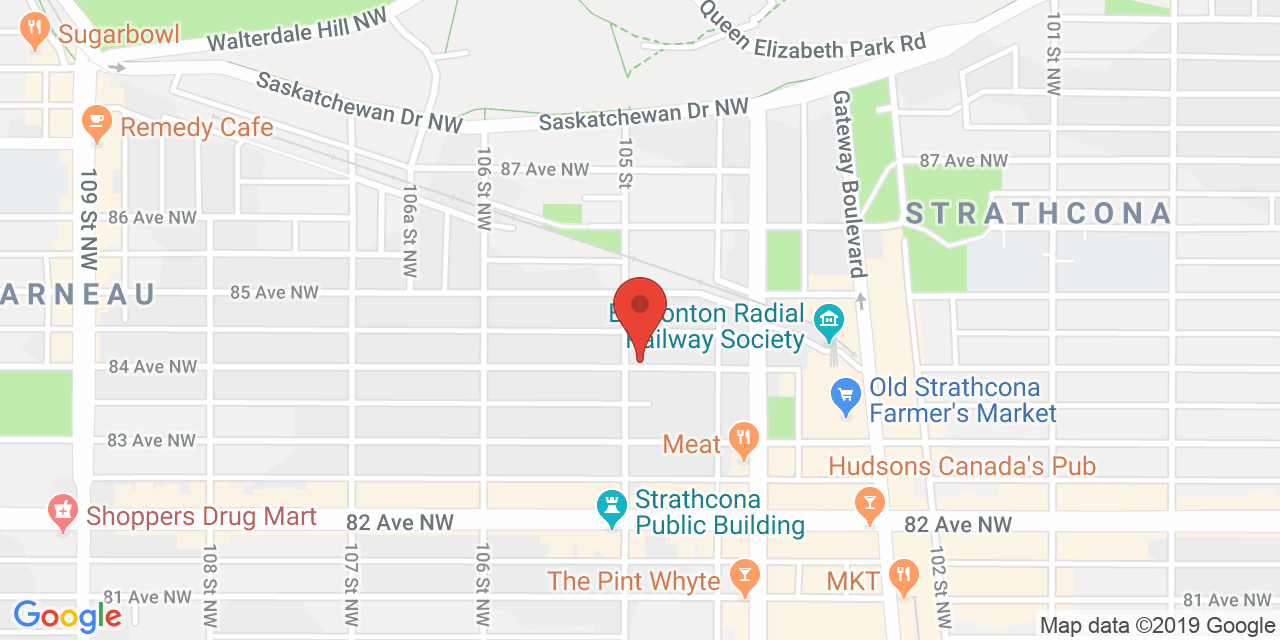 Sugarbowl
Walterdale Hill NW
Queen Elizabeth Park Rd
101 St NW
Saskatchewan Dr NW
Saskatchewan Dr NW
Remedy Cafe
109 St NW
106a St NW
106 St NW
105 St
87 Ave NW
Gateway Boulevard
87 Ave NW
86 Ave NW
STRATHCONA
ARNEAU
85 Ave NW
Radial
Society
84 Ave NW
Old Strathcona
Farmer's Market
83 Ave NW
Meat
Hudsons Canada's Pub
Strathcona
Public Building
Shoppers Drug Mart
82 Ave NW
82 Ave NW
108 St NW
107 St NW
106 St NW
102 St NW
The Pint Whyte
MKT
81 Ave NW
81 Ave NW
Google
Map data ©2019 Google